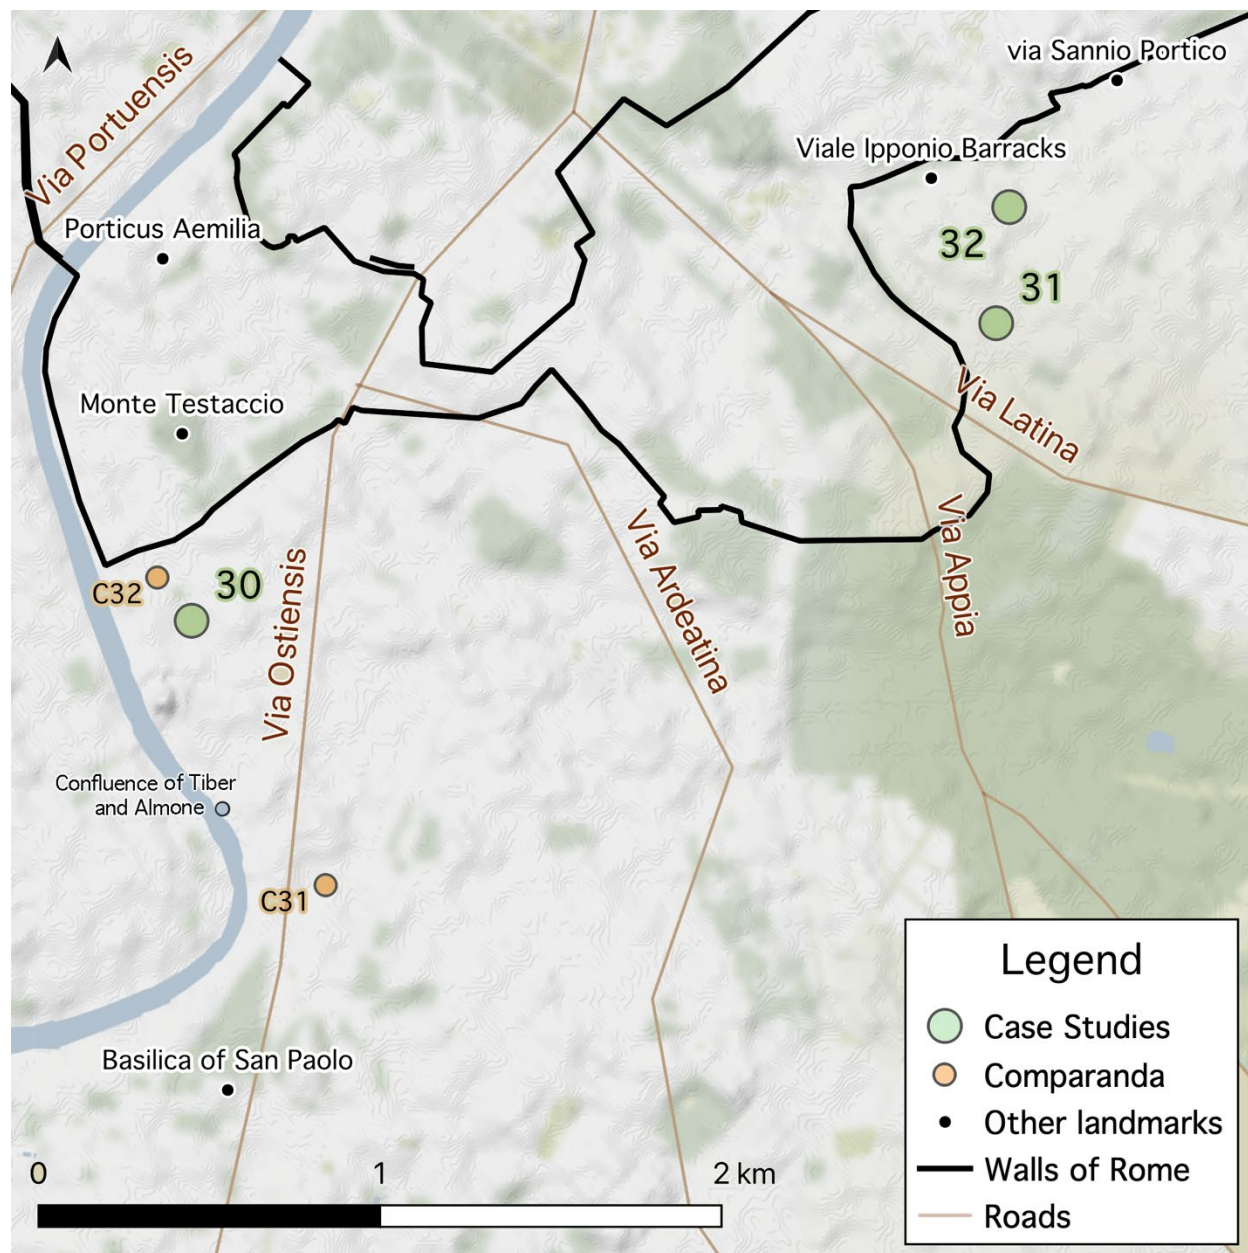 via Sannio Portico
Via Portuensis
Viale Ipponio Barracks
Porticus Aemilia
32
31
Via Latina
Monte Testaccio
Via Appia
Via Ardeatina
Via Ostiensis
C32
30
Confluence of Tiber
and Almone
C31
Basilica of San Paolo
Legend
Case Studies
Comparanda
Other landmarks
Walls of Rome
Roads
0 1 2 km